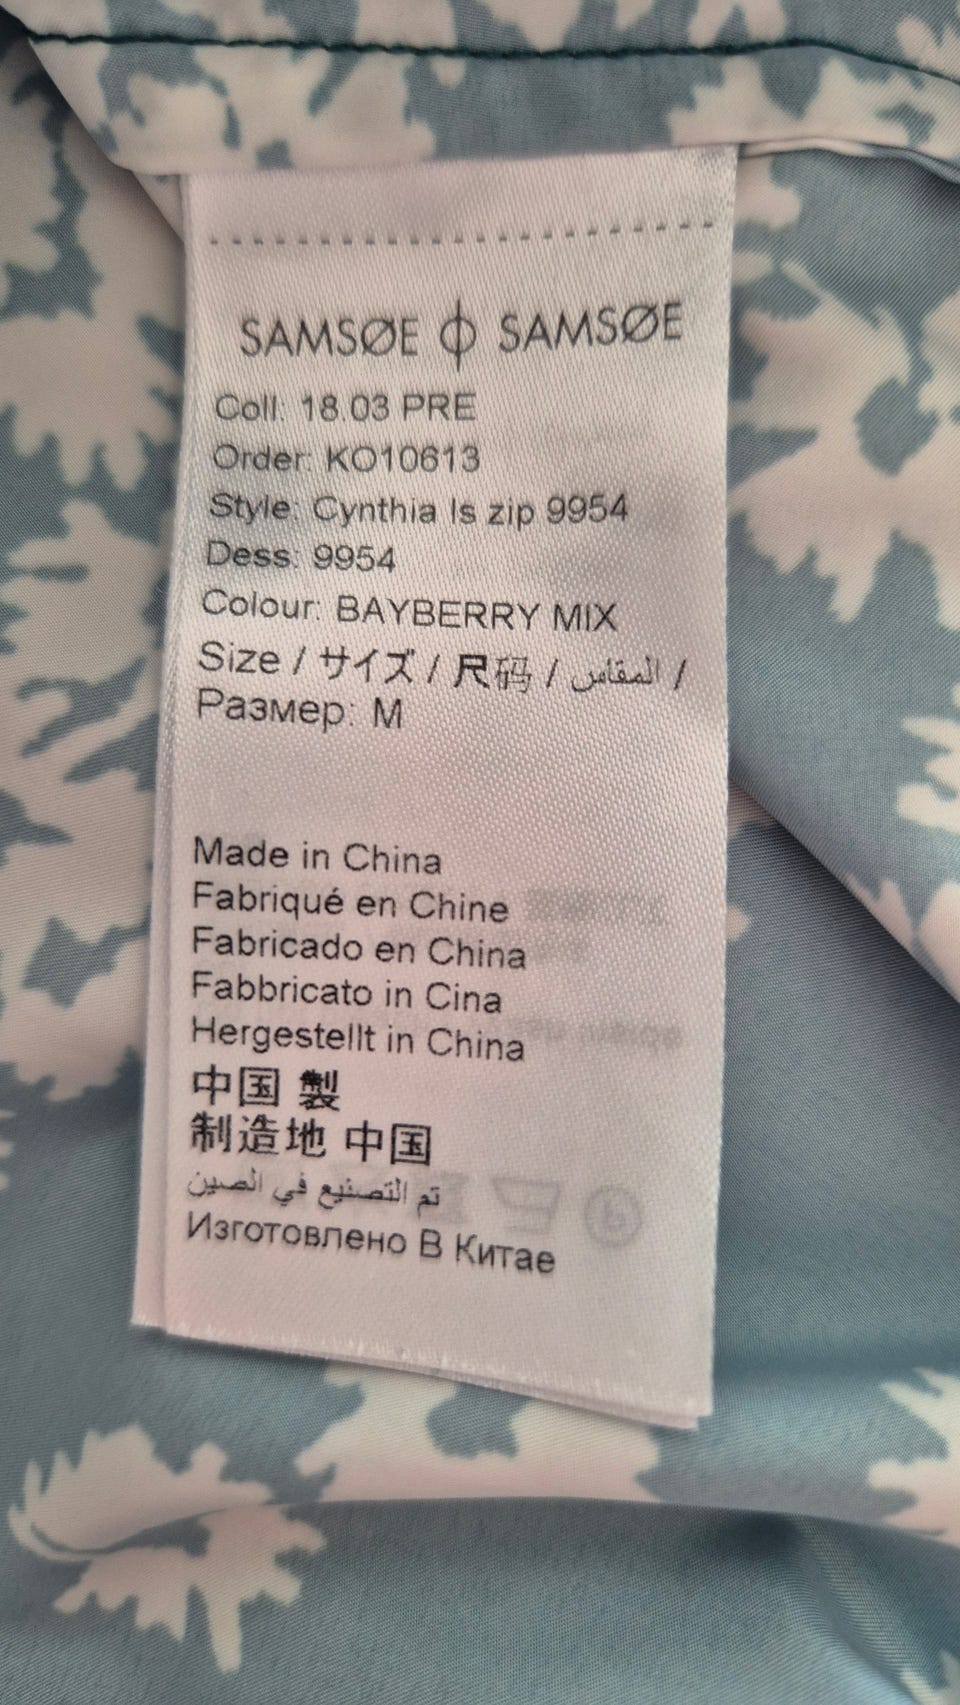 SAMSØE ϕ SAMSØE
Coll: 18.03 PRE
Order: KO10613
Style: Cynthia ls zip 9954
Dess: 9954
Colour: BAYBERRY MIX
Size / サイズ / 尺码 / المقاس /
Размер: M
Made in China
Fabriqué en Chine
Fabricado en China
Fabbricato in Cina
Hergestellt in China
中国 製
制造地 中国
تم التصنيع في الصين
Изготовлено В Китае